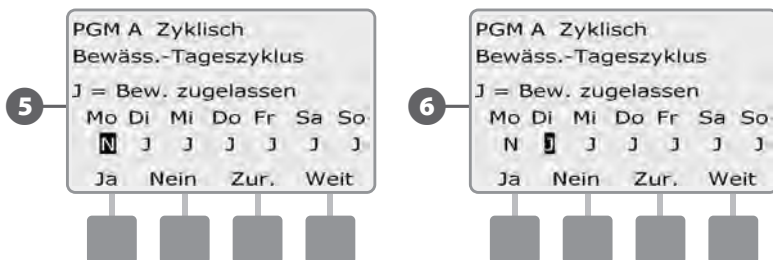 5
PGM A Zyklisch
Bewäss.-Tageszyklus
J = Bew. zugelassen
Mo Di Mi Do Fr Sa So
N J J J J J J
Ja Nein Zur. Weit
6
PGM A Zyklisch
Bewäss.-Tageszyklus
J = Bew. zugelassen
Mo Di Mi Do Fr Sa So
N J J J J J J
Ja Nein Zur. Weit